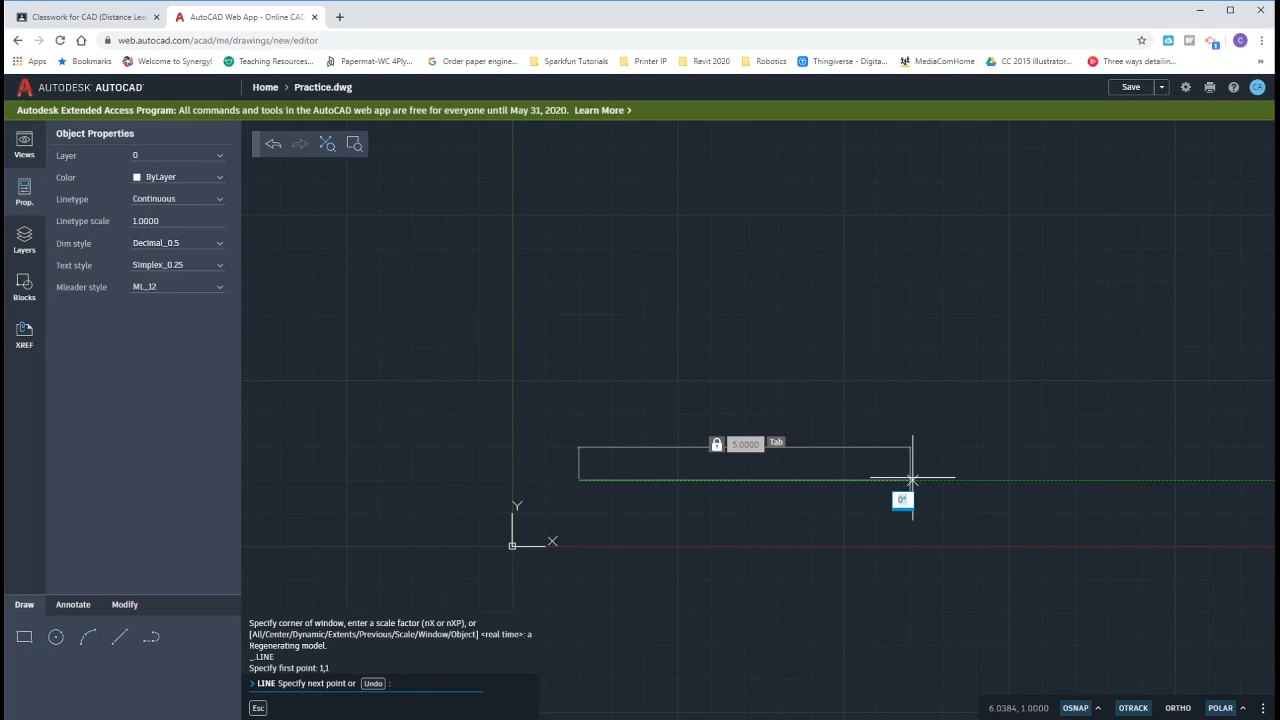 Classwork for CAD (Distance Lea
AutoCAD Web App - Online CAD
web.autocad.com/acad/me/drawings/new/editor
Apps
Bookmarks
Welcome to Synergy!
Teaching Resources...
Papermat-WC 4Ply...
Order paper engine...
Sparkfun Tutorials
Printer IP
Revit 2020
Robotics
Thingiverse - Digita...
MediaComHome
CC 2015 Illustrator...
Three ways detailin...
C
AUTODESK AUTOCAD
Home > Practice.dwg
Save
CA
Autodesk Extended Access Program: All commands and tools in the AutoCAD web app are free for everyone until May 31, 2020. Learn More >
Views
Prop.
Layers
Blocks
XREF
Object Properties
Layer 0
Color ByLayer
Linetype Continuous
Linetype scale 1.0000
Dim style Decimal_0.5
Text style Simplex_0.25
Mleader style ML_12
5.0000 Tab
0°
Y
X
Draw Annotate Modify
Specify corner of window, enter a scale factor (nX or nXP), or
[All/Center/Dynamic/Extents/Previous/Scale/Window/Object] <real time>: a
Regenerating model.
_.LINE
Specify first point: 1,1
> LINE Specify next point or Undo :
Esc
6.0384, 1.0000 OSNAP OTRACK ORTHO POLAR